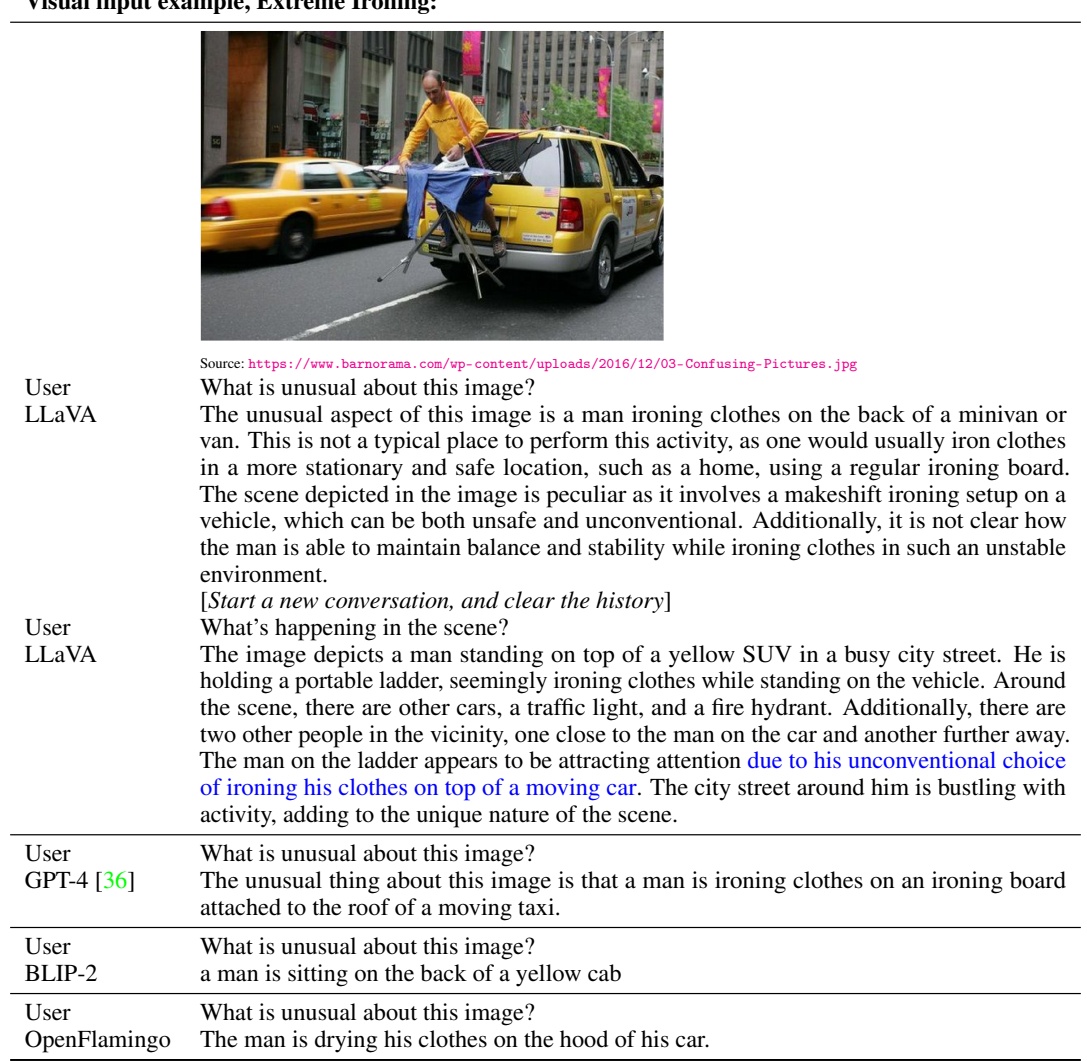 Visual input example, Extreme Ironing:
Source: https://www.barnorama.com/wp-content/uploads/2016/12/03-Confusing-Pictures.jpg
User What is unusual about this image?
LLaVA The unusual aspect of this image is a man ironing clothes on the back of a minivan or
van. This is not a typical place to perform this activity, as one would usually iron clothes
in a more stationary and safe location, such as a home, using a regular ironing board.
The scene depicted in the image is peculiar as it involves a makeshift ironing setup on a
vehicle, which can be both unsafe and unconventional. Additionally, it is not clear how
the man is able to maintain balance and stability while ironing clothes in such an unstable
environment.
[Start a new conversation, and clear the history]
User What's happening in the scene?
LLaVA The image depicts a man standing on top of a yellow SUV in a busy city street. He is
holding a portable ladder, seemingly ironing clothes while standing on the vehicle. Around
the scene, there are other cars, a traffic light, and a fire hydrant. Additionally, there are
two other people in the vicinity, one close to the man on the car and another further away.
The man on the ladder appears to be attracting attention due to his unconventional choice
of ironing his clothes on top of a moving car. The city street around him is bustling with
activity, adding to the unique nature of the scene.
User What is unusual about this image?
GPT-4 [36] The unusual thing about this image is that a man is ironing clothes on an ironing board
attached to the roof of a moving taxi.
User What is unusual about this image?
BLIP-2 a man is sitting on the back of a yellow cab
User What is unusual about this image?
OpenFlamingo The man is drying his clothes on the hood of his car.